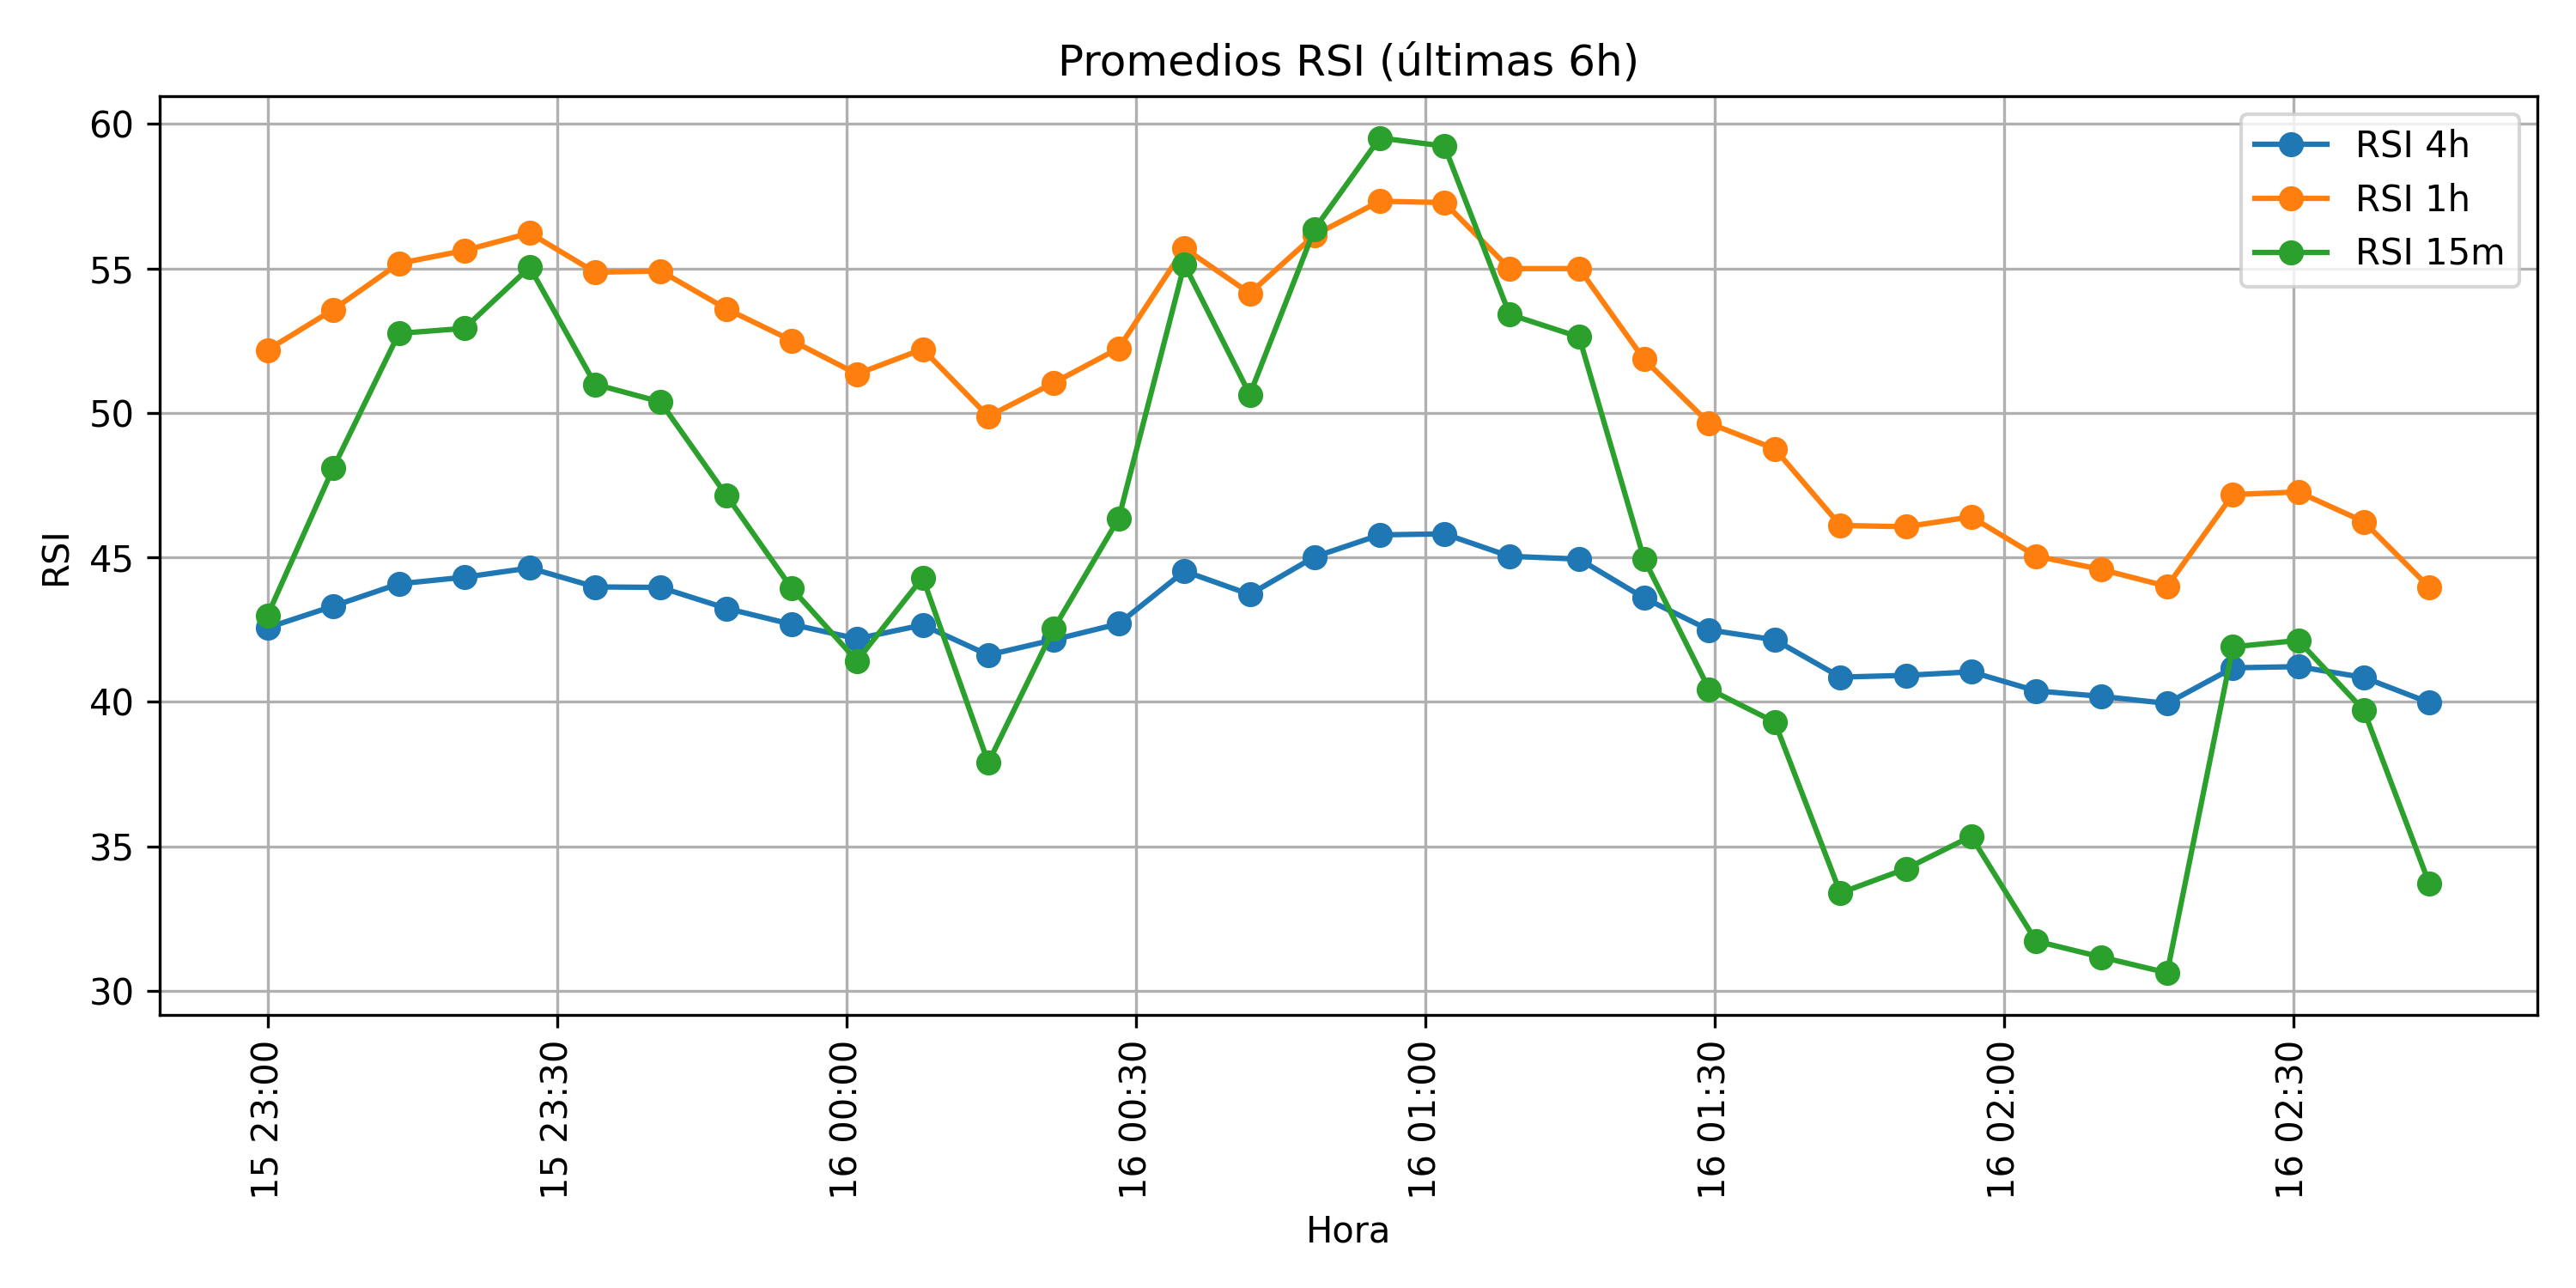 Promedios RSI (últimas 6h)
RSI 4h
RSI 1h
RSI 15m
RSI
60
55
50
45
40
35
30
15 23:00
15 23:30
16 00:00
16 00:30
16 01:00
16 01:30
16 02:00
16 02:30
Hora